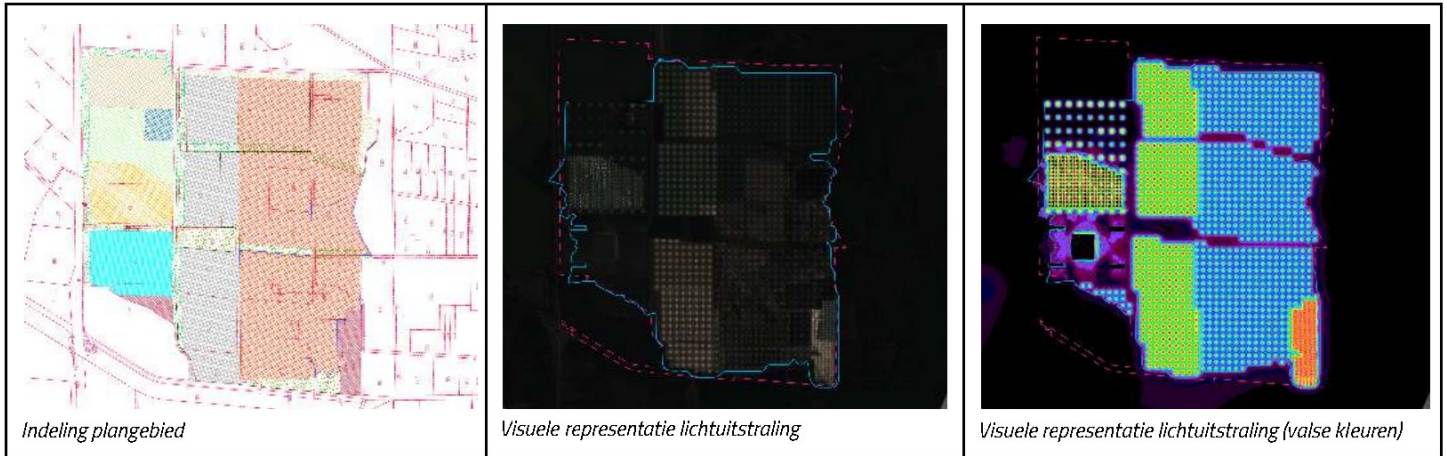 Indeling plangebied
Visuele representatie lichtuitstraling
Visuele representatie lichtuitstraling (valse kleuren)